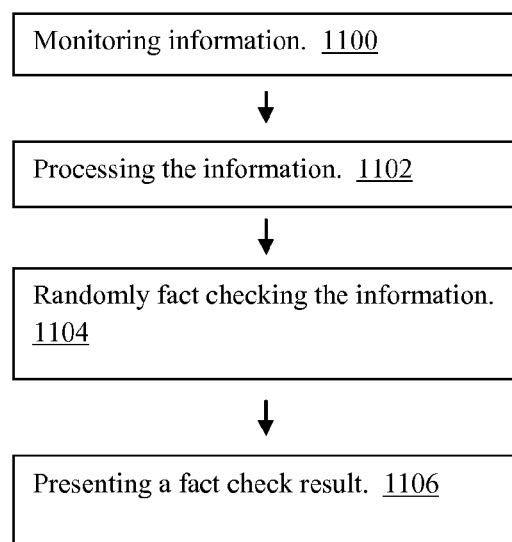 Monitoring information. 1100
Processing the information. 1102
Randomly fact checking the information.
1104
Presenting a fact check result. 1106